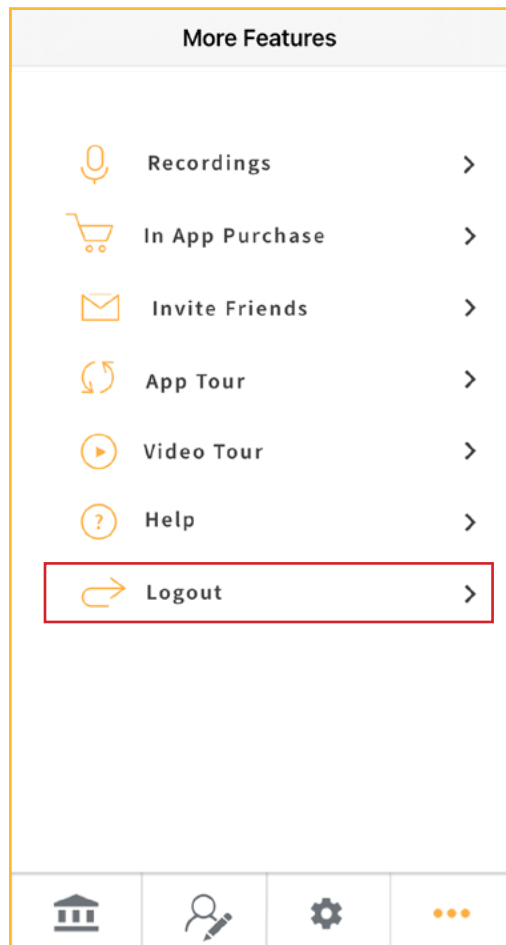 More Features
Recordings
In App Purchase
Invite Friends
App Tour
Video Tour
? Help
Logout